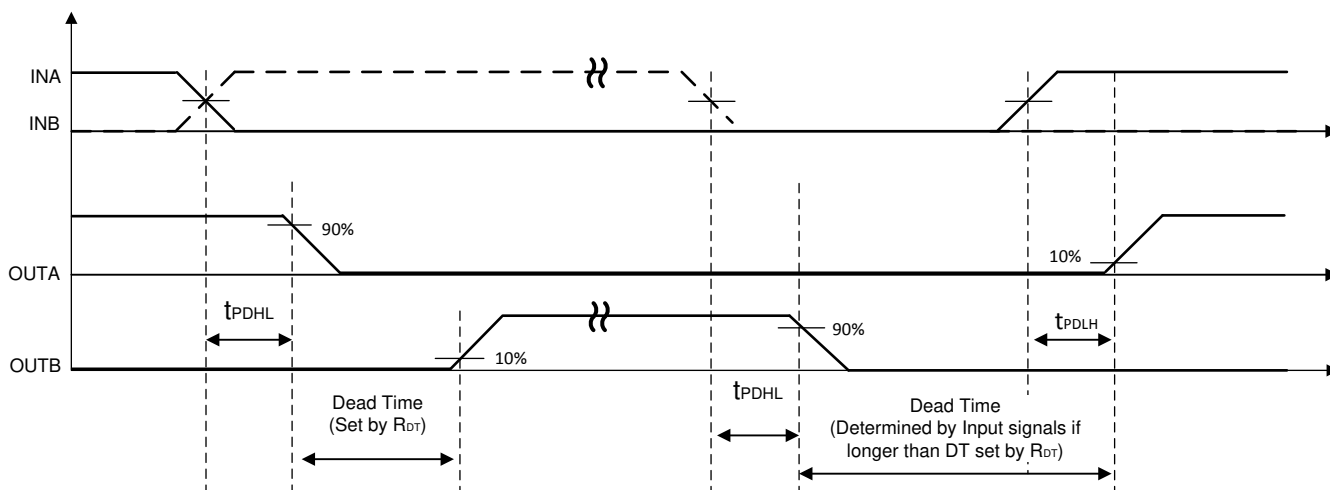 INA
INB
90%
OUTA
10%
tPDHL
tPDLH
90%
10%
OUTB
Dead Time
(Set by RDT)
tPDHL
Dead Time
(Determined by Input signals if
longer than DT set by RDT)